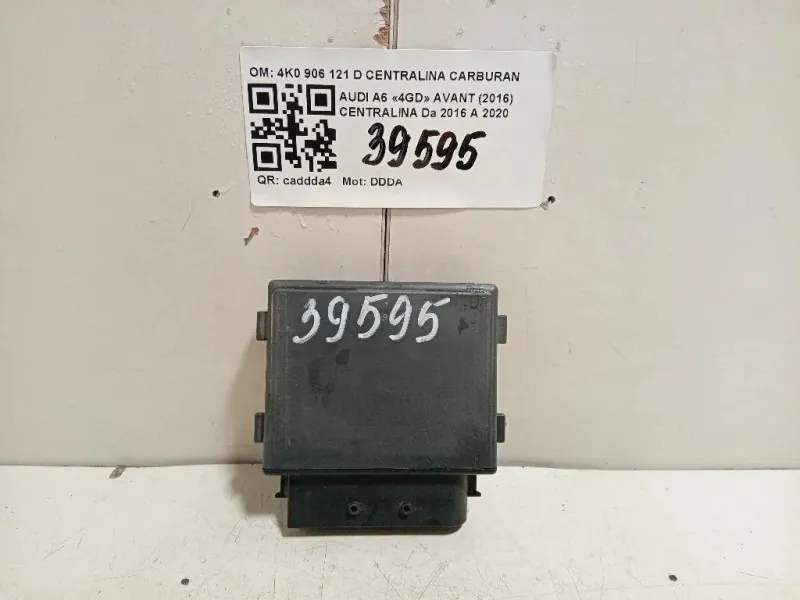 OM: 4K0 906 121 D CENTRALINA CARBURAN
AUDI A6 «4GD» AVANT (2016)
CENTRALINA Da 2016 A 2020
39595
QR: caddda4 Mot: DDDA
39595